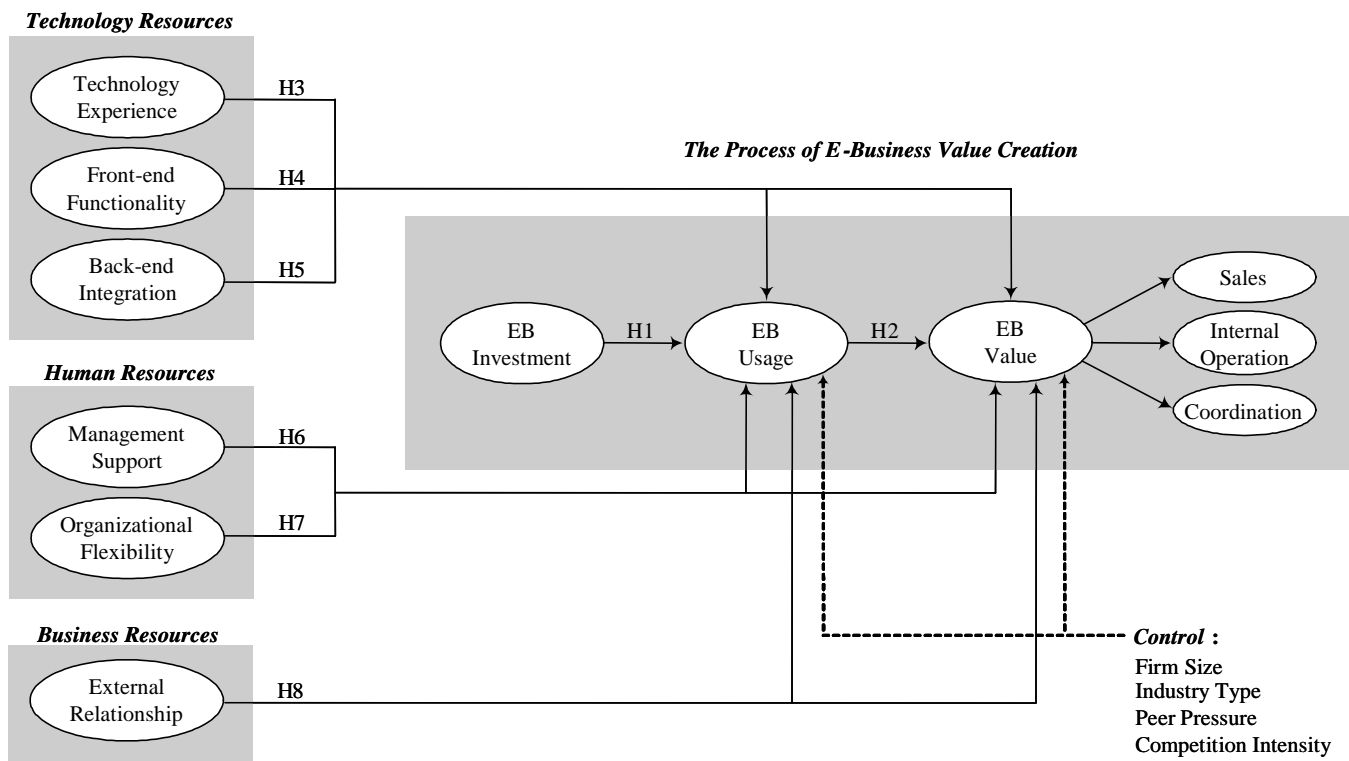 Technology Resources
Technology
Experience
H3
Front-end
Functionality
H4
Back-end
Integration
H5
The Process of E-Business Value Creation
EB
Investment
H1
EB
Usage
H2
EB
Value
Sales
Internal
Operation
Coordination
Human Resources
Management
Support
H6
Organizational
Flexibility
H7
Business Resources
External
Relationship
H8
Control :
Firm Size
Industry Type
Peer Pressure
Competition Intensity